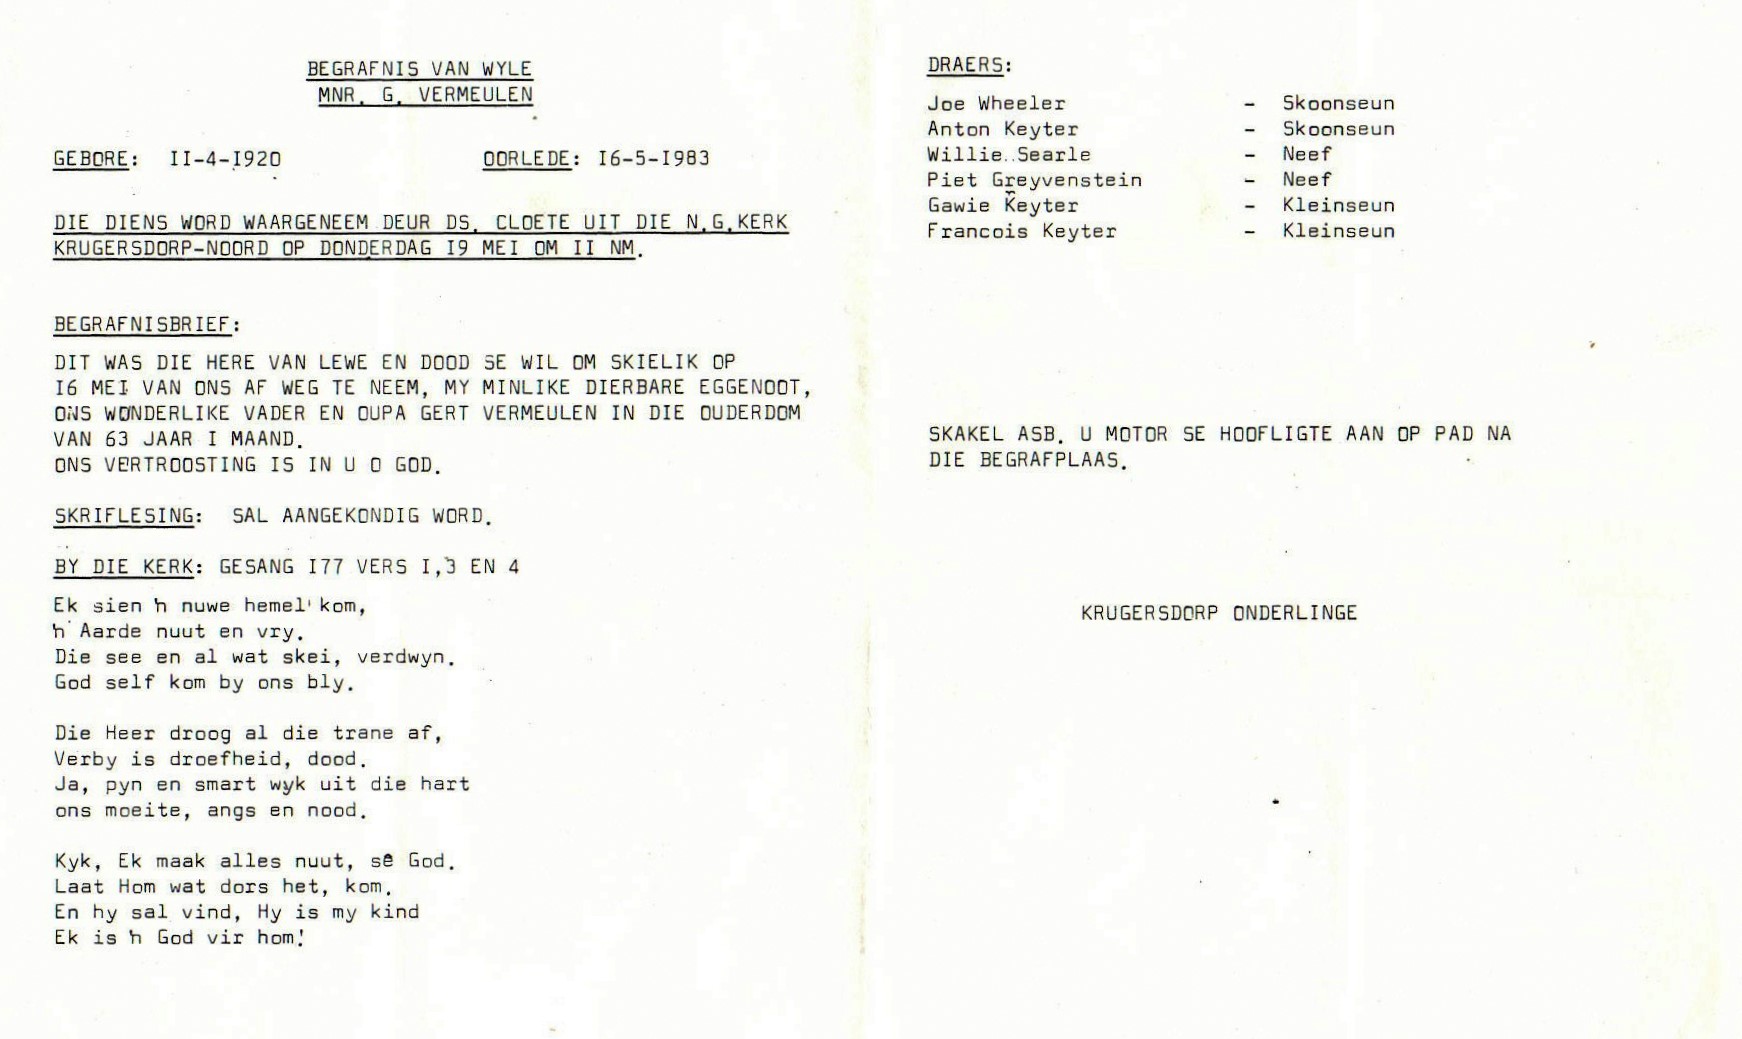 BEGRAFNIS VAN WYLE
MNR. G. VERMEULEN
GEBORE: II-4-I920 OORLEDE: I6-5-I983
DIE DIENS WORD WAARGENEEM DEUR DS. CLOETE UIT DIE N.G.KERK
KRUGERSDORP-NOORD OP DONDERDAG I9 MEI OM II NM.
BEGRAFNISBRIEF:
DIT WAS DIE HERE VAN LEWE EN DOOD SE WIL OM SKIELIK OP
I6 MEI VAN ONS AF WEG TE NEEM, MY MINLIKE DIERBARE EGGENOOT,
ONS WONDERLIKE VADER EN OUPA GERT VERMEULEN IN DIE OUDERDOM
VAN 63 JAAR I MAAND.
ONS VERTROOSTING IS IN U O GOD.
SKRIFLESING: SAL AANGEKONDIG WORD.
BY DIE KERK: GESANG I77 VERS I,3 EN 4
Ek sien 'n nuwe hemel' kom,
'n Aarde nuut en vry.
Die see en al wat skei, verdwyn.
God self kom by ons bly.
Die Heer droog al die trane af,
Verby is droefheid, dood.
Ja, pyn en smart wyk uit die hart
ons moeite, angs en nood.
Kyk, Ek maak alles nuut, sê God.
Laat Hom wat dors het, kom.
En hy sal vind, Hy is my kind
Ek is 'n God vir hom!
DRAERS:
Joe Wheeler - Skoonseun
Anton Keyter - Skoonseun
Willie Searle - Neef
Piet Greyvenstein - Neef
Gawie Keyter - Kleinseun
Francois Keyter - Kleinseun
SKAKEL ASB. U MOTOR SE HOOFLIGTE AAN OP PAD NA
DIE BEGRAFPLAAS.
KRUGERSDORP ONDERLINGE